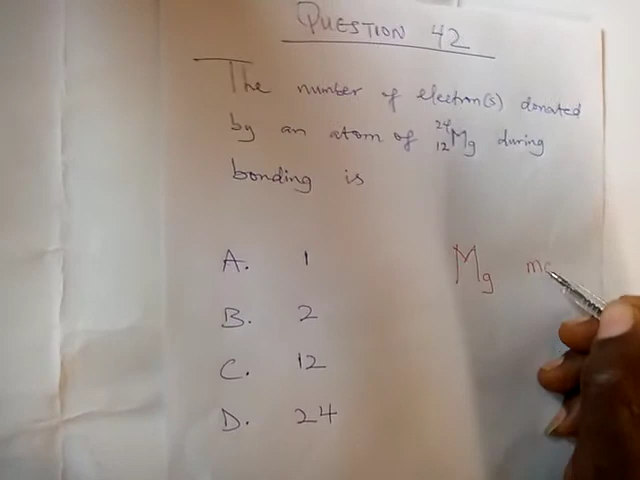 QUESTION 42
The number of electron(s) donated
by an atom of ²⁴₁₂Mg during
bonding is
A. 1
B. 2
C. 12
D. 24
Mg